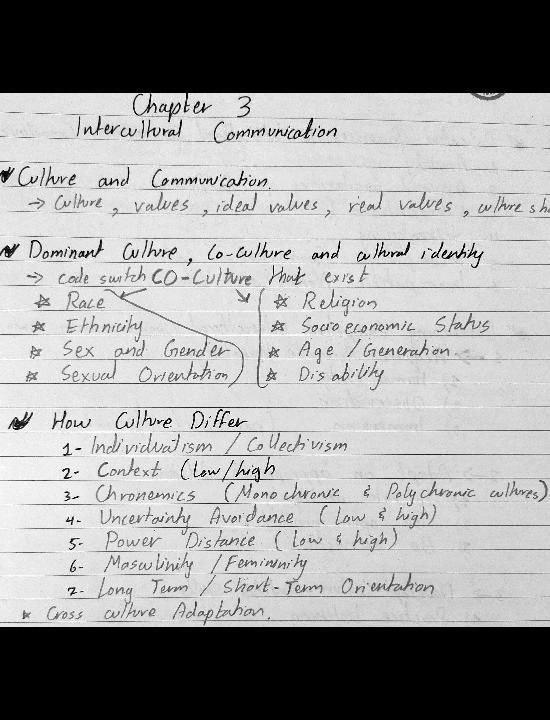 Chapter 3
Intercultural Communication
Culture and Communication.
→ Culture, values, ideal values, real values, culture
Dominant Culture, Co-culture and cultural identity
→ code switch CO-Culture that exist
☆ Race
☆ Ethnicity
☆ Sex and Gender
☆ Sexual Orientation
☆ Religion
☆ Socioeconomic Status
☆ Age / Generation
☆ Disability
How Culture Differ
1- Individualism / Collectivism
2- Context (low/high
3- Chronemics (Monochronic & Polychronic cultures)
4- Uncertainty Avoidance (low & high)
5- Power Distance (low & high)
6- Masculinity / Femininity
7- Long Term / Short-Term Orientation
* Cross culture Adaptation.